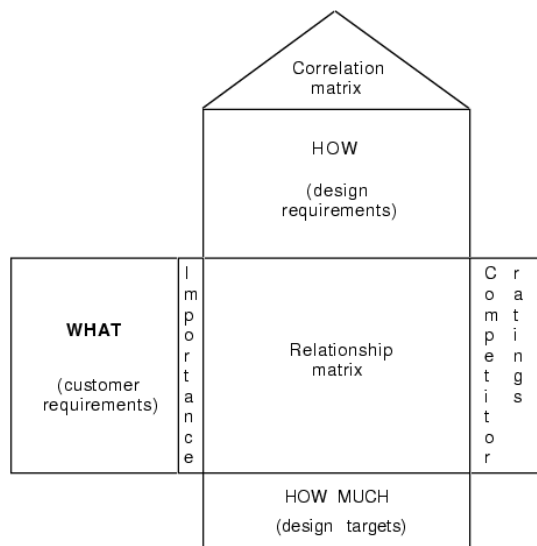 Correlation
matrix
HOW
(design
requirements)
WHAT
(customer
requirements)
Importance
Relationship
matrix
Competitor
ratings
HOW MUCH
(design targets)